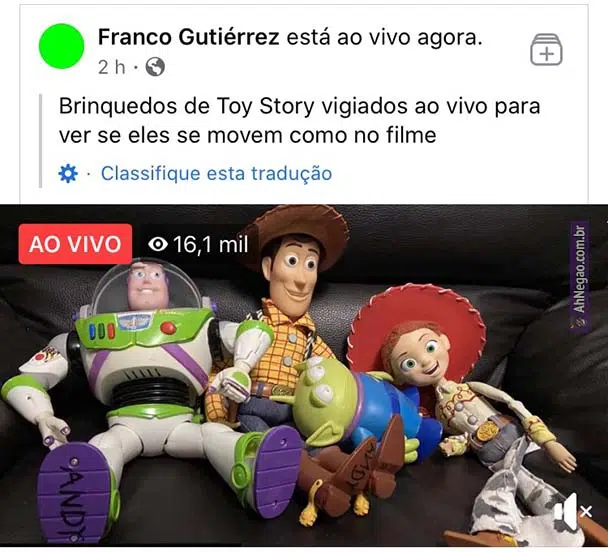 Franco Gutiérrez está ao vivo agora.
2 h ·
Brinquedos de Toy Story vigiados ao vivo para
ver se eles se movem como no filme
· Classifique esta tradução
AO VIVO
16,1 mil
AhNegao.com.br
ANDY
ANDY